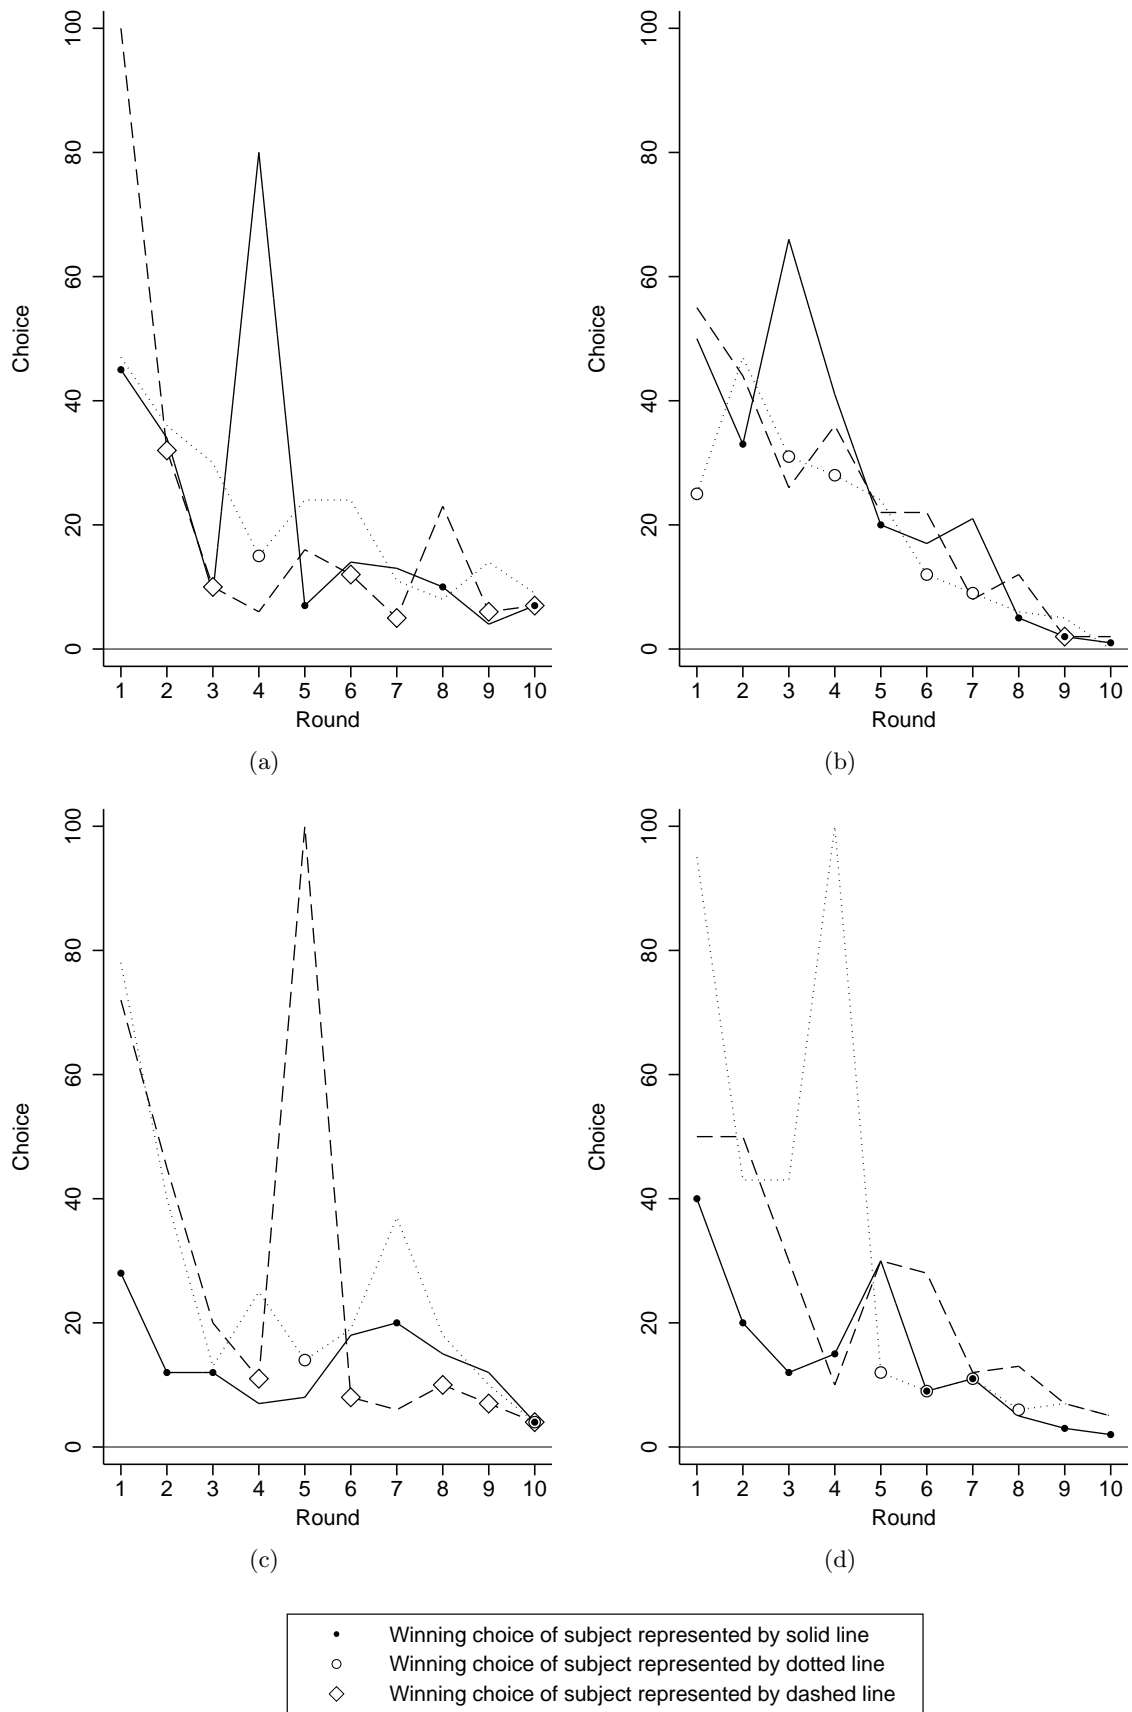 100
80
60
40
20
0
Choice
1 2 3 4 5 6 7 8 9 10
Round
(a)
100
80
60
40
20
0
Choice
1 2 3 4 5 6 7 8 9 10
Round
(b)
100
80
60
40
20
0
Choice
1 2 3 4 5 6 7 8 9 10
Round
(c)
100
80
60
40
20
0
Choice
1 2 3 4 5 6 7 8 9 10
Round
(d)
Winning choice of subject represented by solid line
Winning choice of subject represented by dotted line
Winning choice of subject represented by dashed line